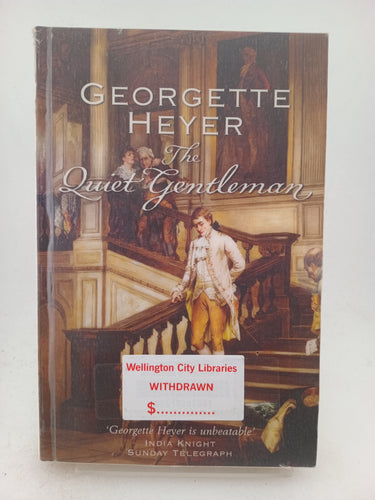 GEORGETTE
HEYER
The
Quiet Gentleman
Wellington City Libraries
WITHDRAWN
$..............
'Georgette Heyer is unbeatable'
INDIA KNIGHT
SUNDAY TELEGRAPH